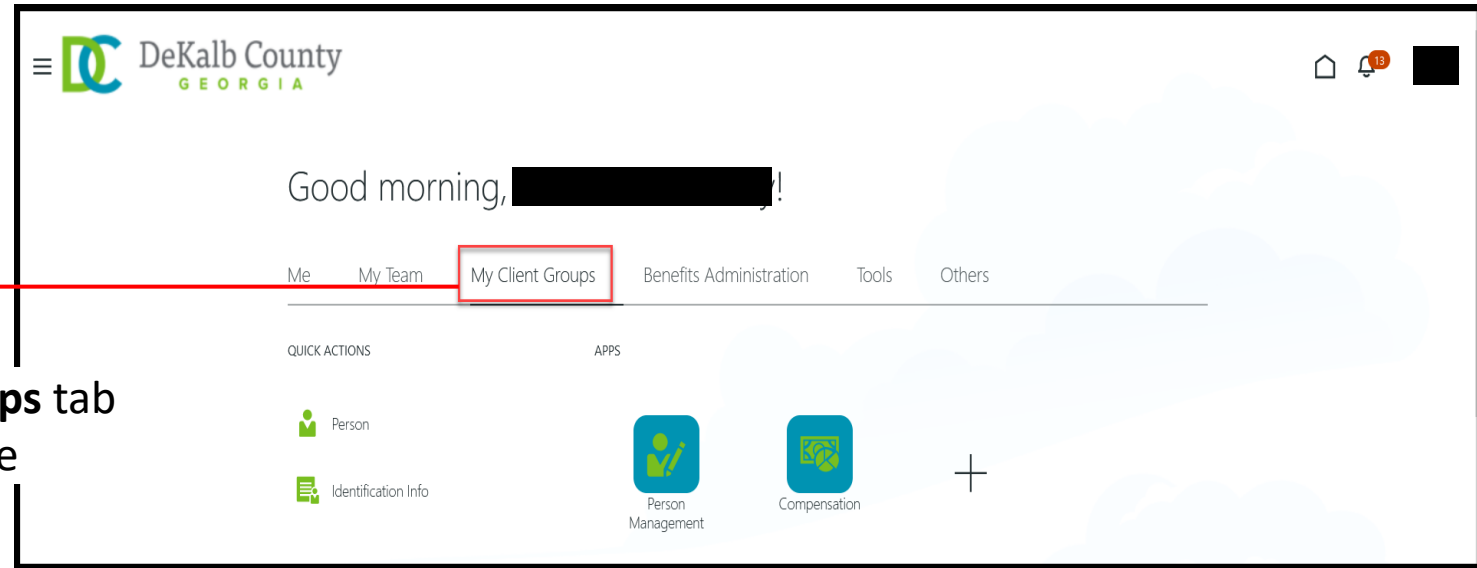 DC DeKalb County
GEORGIA
13
Good morning, !
Me My Team My Client Groups Benefits Administration Tools Others
QUICK ACTIONS APPS
ps tab
Person
e
Identification Info
Person
Management
Compensation